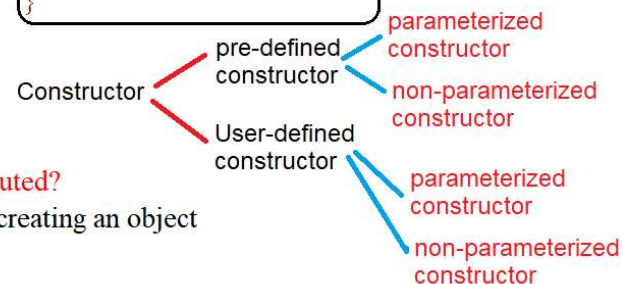 }
parameterized
constructor
pre-defined
constructor
non-parameterized
constructor
Constructor
User-defined
constructor
parameterized
constructor
non-parameterized
constructor
uted?
creating an object